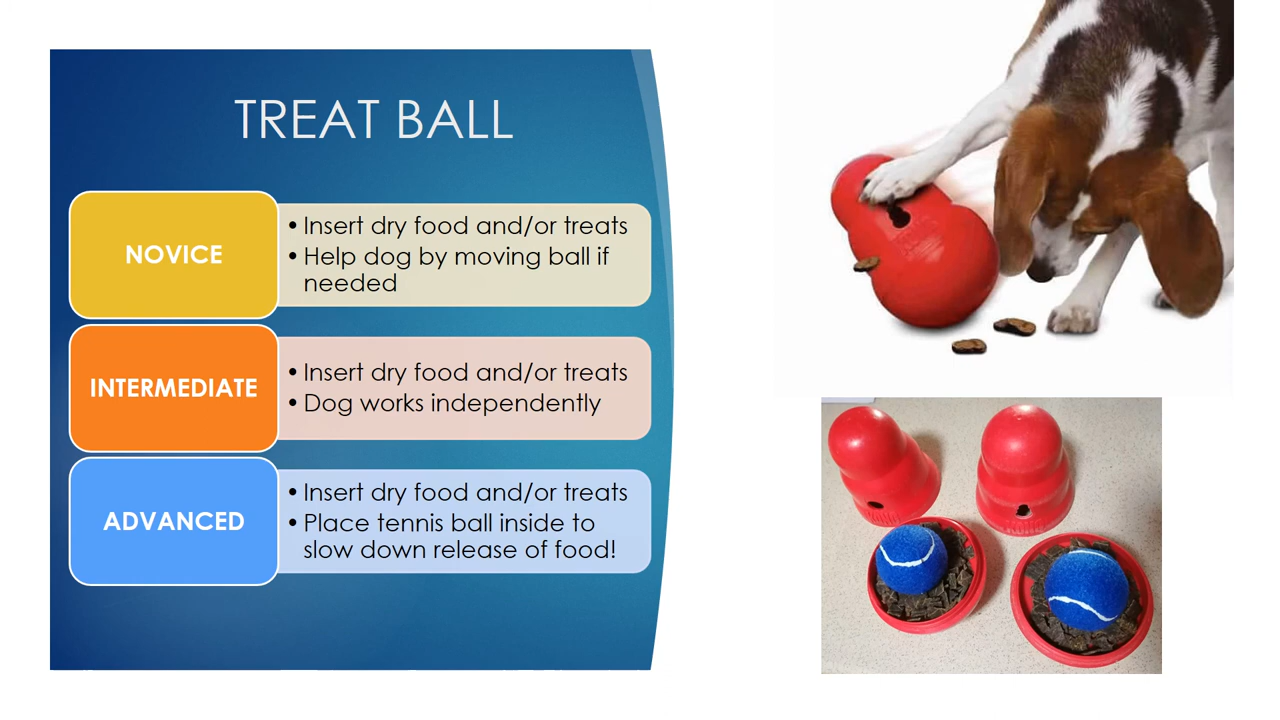 TREAT BALL
NOVICE
• Insert dry food and/or treats
• Help dog by moving ball if
needed
INTERMEDIATE
• Insert dry food and/or treats
• Dog works independently
ADVANCED
• Insert dry food and/or treats
• Place tennis ball inside to
slow down release of food!